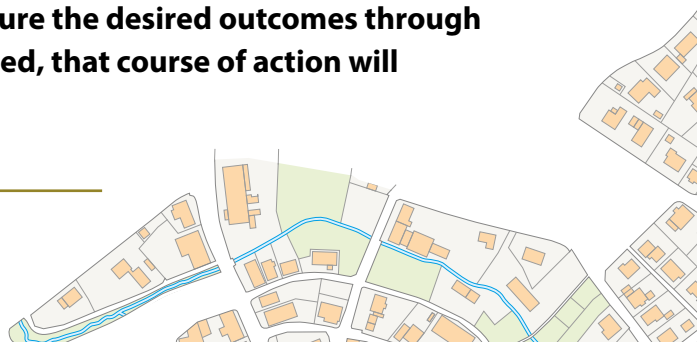 ure the desired outcomes through
ed, that course of action will